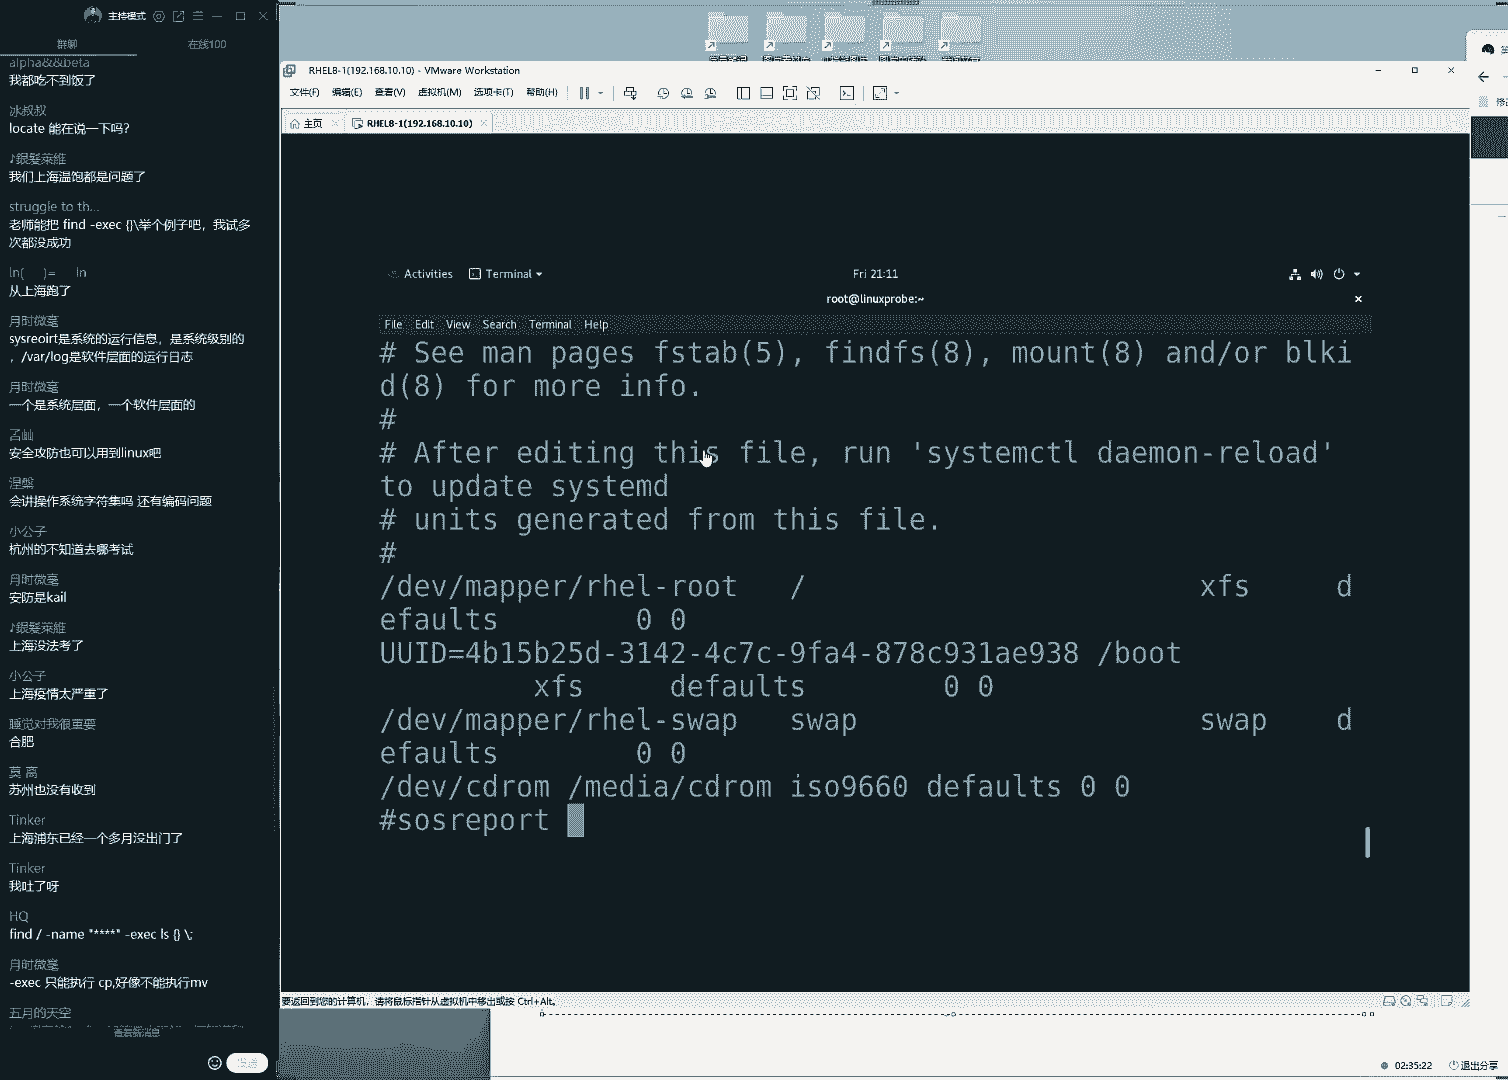 主持模式
群聊
在线100
alpha&&beta
我都吃不到饭了
冰叔叔
locate 能在说一下吗?
♪銀髮萊維
我们上海温饱都是问题了
struggle to th...
老师能把 find -exec {}\举个例子吧，我试多
次都没成功
ln( )= ln
从上海跑了
月时微毫
sysreoirt是系统的运行信息，是系统级别的
，/var/log是软件层面的运行日志
月时微毫
一个是系统层面，一个软件层面的
安全攻防也可以用到linux吧
涅槃
会讲操作系统字符集吗 还有编码问题
小公子
杭州的不知道去哪考试
月时微毫
安防是kail
♪銀髮萊維
上海没法考了
小公子
上海疫情太严重了
睡觉对我很重要
合肥
莫 离
苏州也没有收到
Tinker
上海浦东已经一个多月没出门了
Tinker
我吐了呀
HQ
find / -name "****" -exec ls {} \;
月时微毫
-exec 只能执行 cp,好像不能执行mv
五月的天空
查看新消息
发送
RHEL8-1(192.168.10.10) - VMware Workstation
文件(F) 编辑(E) 查看(V) 虚拟机(M) 选项卡(T) 帮助(H)
主页 RHEL8-1(192.168.10.10)
Activities Terminal Fri 21:11
root@linuxprobe:~
File Edit View Search Terminal Help
# See man pages fstab(5), findfs(8), mount(8) and/or blki
d(8) for more info.
#
# After editing this file, run 'systemctl daemon-reload'
to update systemd
# units generated from this file.
#
/dev/mapper/rhel-root / xfs d
efaults 0 0
UUID=4b15b25d-3142-4c7c-9fa4-878c931ae938 /boot
xfs defaults 0 0
/dev/mapper/rhel-swap swap swap d
efaults 0 0
/dev/cdrom /media/cdrom iso9660 defaults 0 0
#sosreport
要返回到您的计算机，请将鼠标指针从虚拟机中移出或按 Ctrl+Alt。
02:35:22 退出分享